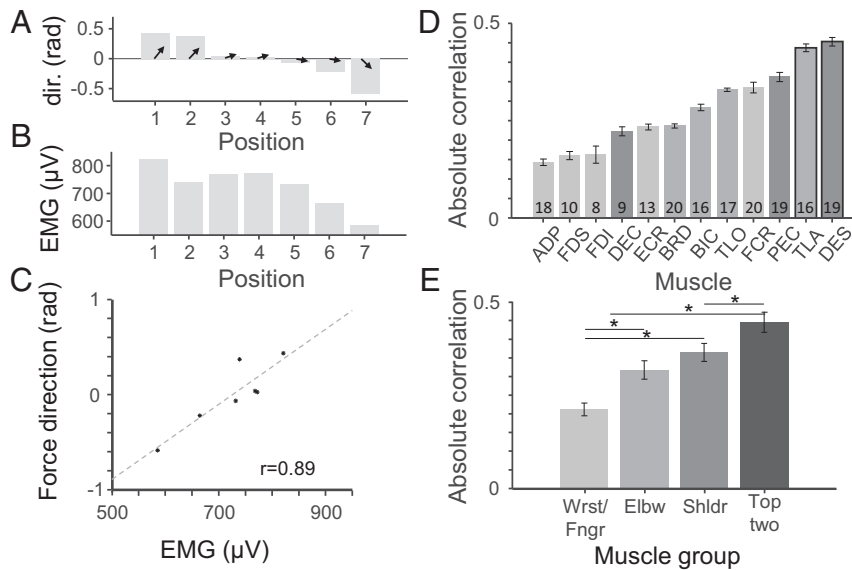 A
dir. (rad)
0.5
0
-0.5
1 2 3 4 5 6 7
Position
B
EMG (µV)
800
700
600
1 2 3 4 5 6 7
Position
C
Force direction (rad)
1
0
-1
r=0.89
500 700 900
EMG (µV)
D
Absolute correlation
0.5
0
18 10 8 9 13 20 16 17 20 19 16 19
ADP FDS FDI DEC ECR BRD BIC TLO FCR PEC TLA DES
Muscle
E
Absolute correlation
0.5
0
* * * *
Wrst/ Fngr Elbw Shldr Top two
Muscle group